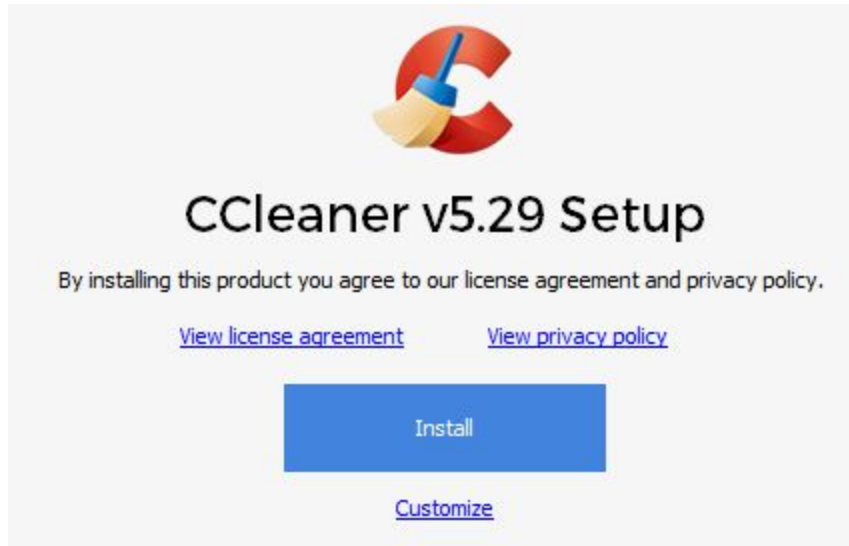 CCleaner v5.29 Setup
By installing this product you agree to our license agreement and privacy policy.
View license agreement View privacy policy
Install
Customize